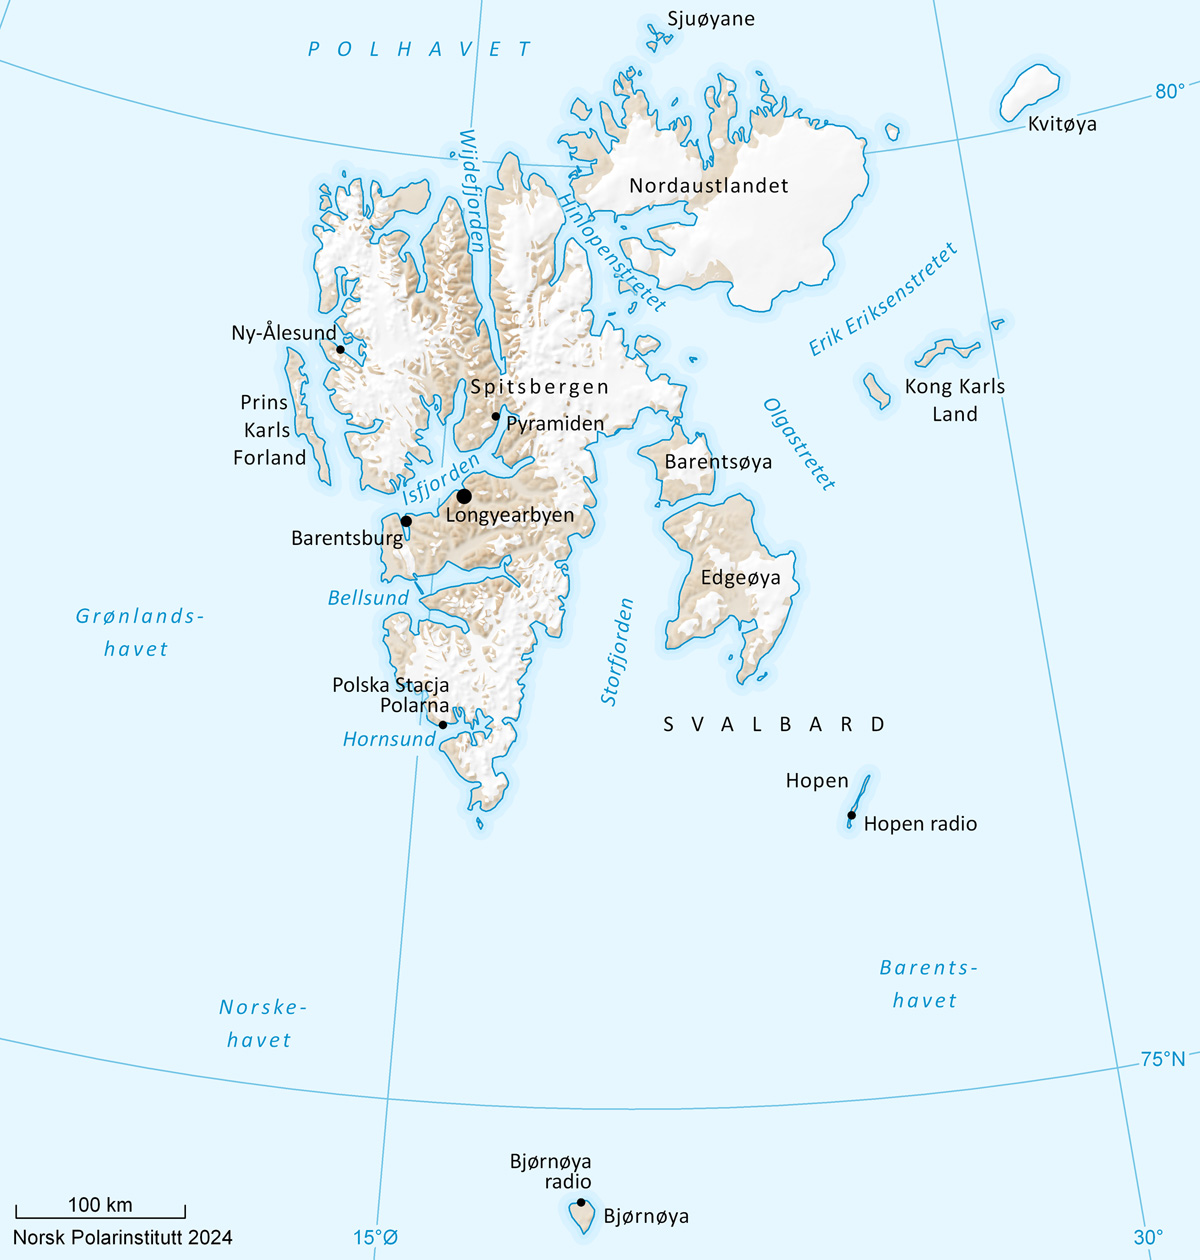 Sjuøyane
POLHAVET
80°
Kvitøya
Wijdefjorden
Nordaustlandet
Hinlopenstretet
Erik Eriksenstretet
Ny-Ålesund
Spitsbergen
Kong Karls
Land
Prins
Karls
Forland
Pyramiden
Olgastretet
Barentsøya
Isfjorden
Longyearbyen
Barentsburg
Edgeøya
Bellsund
Grønlands-
havet
Storfjorden
Polska Stacja
Polarna
Hornsund
SVALBARD
Hopen
Hopen radio
Barents-
havet
Norske-
havet
75°N
Bjørnøya
radio
Bjørnøya
100 km
Norsk Polarinstitutt 2024
15°Ø
30°